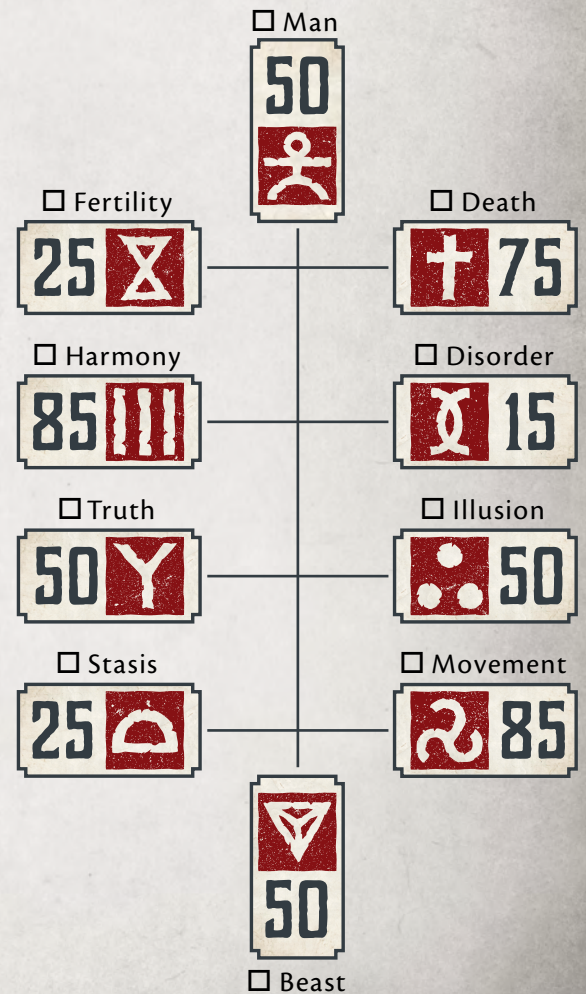 ☐ Man
50
☐ Fertility ☐ Death
25 75
☐ Harmony ☐ Disorder
85 15
☐ Truth ☐ Illusion
50 50
☐ Stasis ☐ Movement
25 85
50
☐ Beast